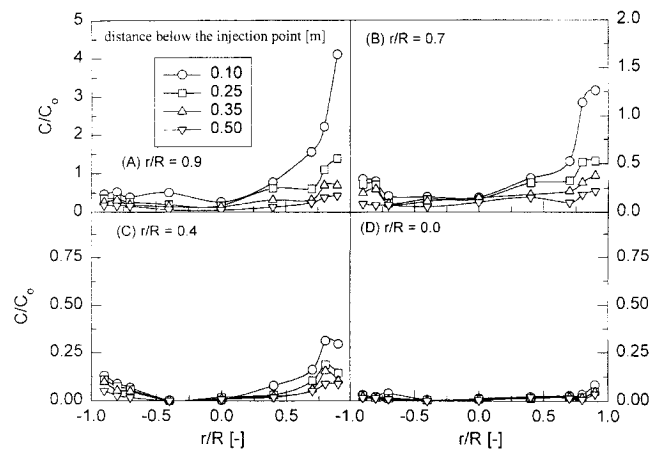 distance below the injection point [m]
0.10
0.25
0.35
0.50
(A) r/R = 0.9
5
4
3
2
1
0
C/C₀
(B) r/R = 0.7
2.0
1.5
1.0
0.5
0.0
(C) r/R = 0.4
0.75
0.50
0.25
0.00
C/C₀
-1.0 -0.5 0.0 0.5 -1.0
r/R [-]
(D) r/R = 0.0
0.75
0.50
0.25
0.00
-0.5 0.0 0.5 1.0
r/R [-]